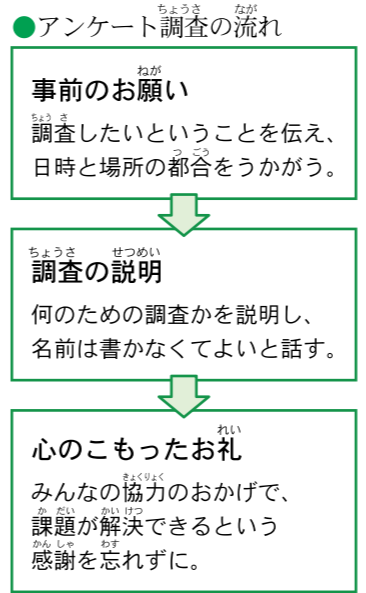 ●アンケート調査の流れ
事前のお願い
調査したいということを伝え、
日時と場所の都合をうかがう。
調査の説明
何のための調査かを説明し、
名前は書かなくてよいと話す。
心のこもったお礼
みんなの協力のおかげで、
課題が解決できるという
感謝を忘れずに。